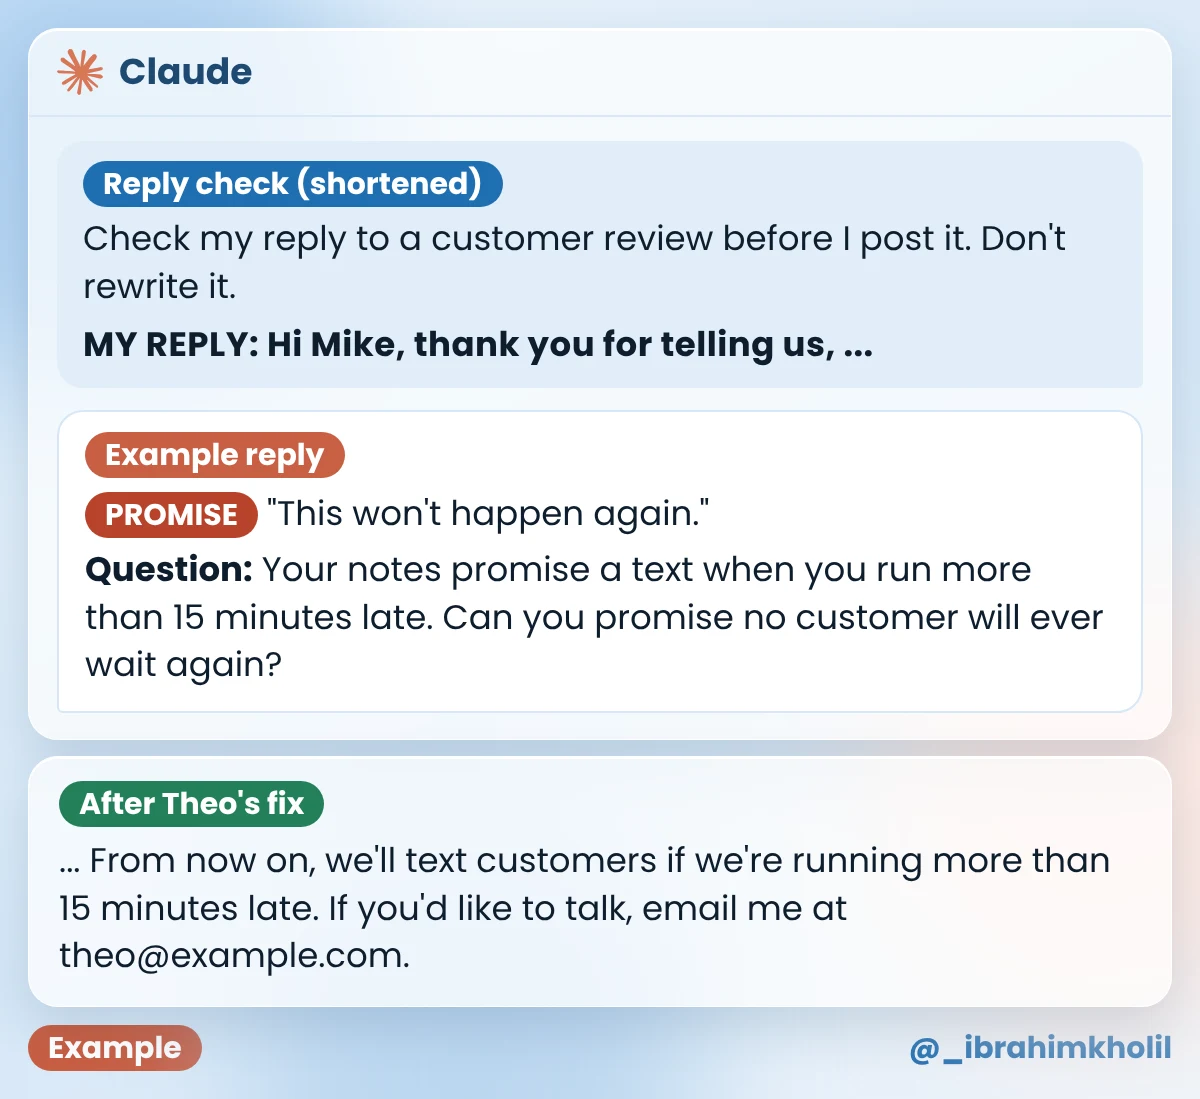 Claude
Reply check (shortened)
Check my reply to a customer review before I post it. Don't
rewrite it.
MY REPLY: Hi Mike, thank you for telling us, ...
Example reply
PROMISE "This won't happen again."
Question: Your notes promise a text when you run more
than 15 minutes late. Can you promise no customer will ever
wait again?
After Theo's fix
... From now on, we'll text customers if we're running more than
15 minutes late. If you'd like to talk, email me at
theo@example.com.
Example
@_ibrahimkholil